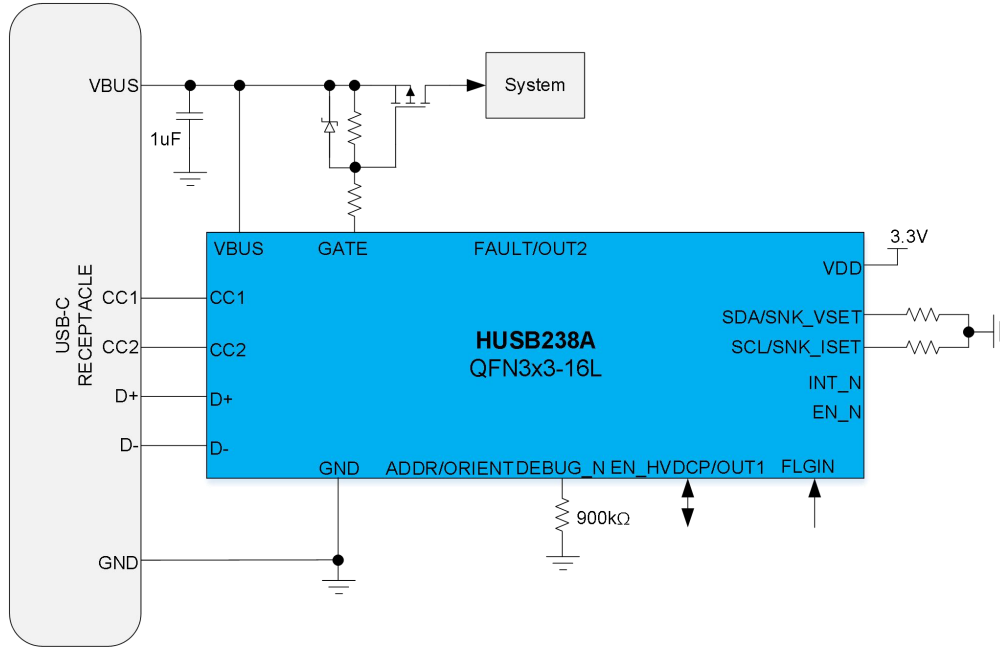 VBUS
System
1uF
3.3V
VBUS
GATE
FAULT/OUT2
VDD
USB-C
RECEPTACLE
CC1
CC1
SDA/SNK_VSET
CC2
CC2
HUSB238A
SCL/SNK_ISET
QFN3x3-16L
INT_N
D+
D+
EN_N
D-
D-
GND
ADDR/ORIENT
DEBUG_N
EN_HVDCP/OUT1
FLGIN
900kΩ
GND